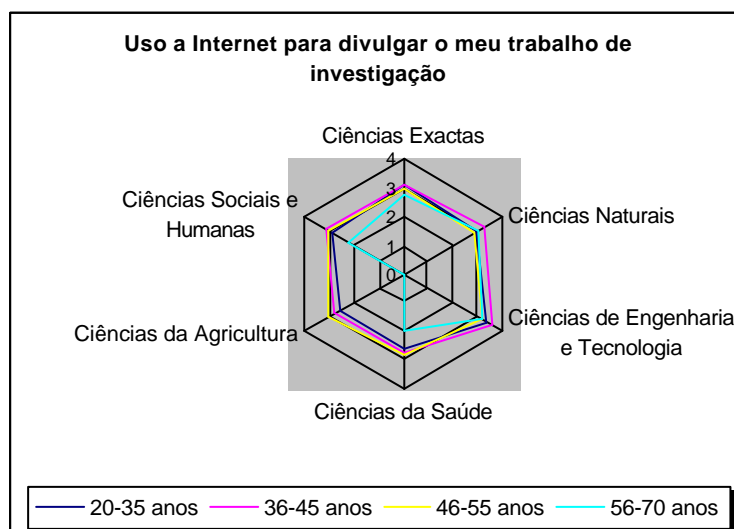 Uso a Internet para divulgar o meu trabalho de
investigação
Ciências Exactas
4
3
2
1
0
Ciências Sociais e
Humanas
Ciências Naturais
Ciências da Agricultura
Ciências de Engenharia
e Tecnologia
Ciências da Saúde
20-35 anos 36-45 anos 46-55 anos 56-70 anos